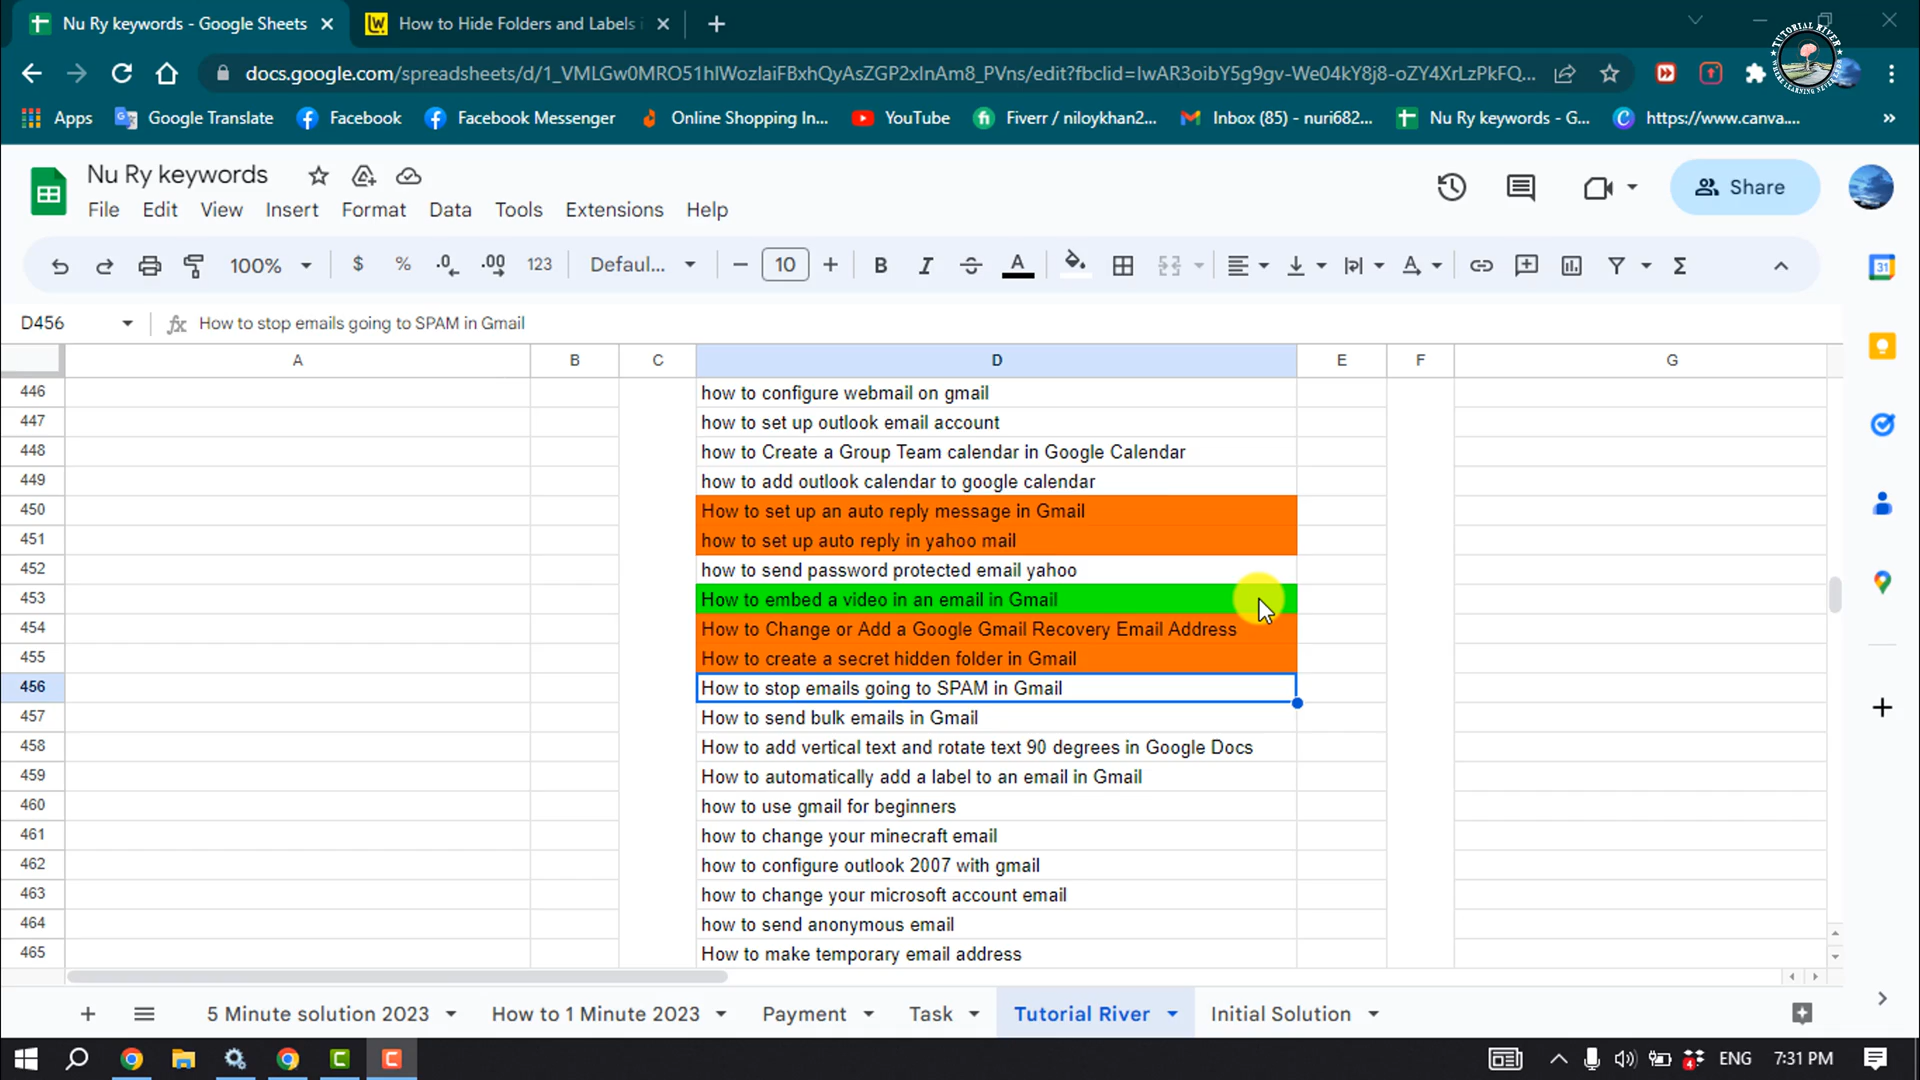 Nu Ry keywords - Google Sheets
How to Hide Folders and Labels
TUTORIAL RIVER
docs.google.com/spreadsheets/d/1_VMLGw0MRO51hlWozlaiFBxhQyAsZGP2xInAm8_PVns/edit?fbclid=IwAR3oibY5g9gv-We04kY8j8-oZY4XrLzPkFQ...
Apps
Google Translate
Facebook
Facebook Messenger
Online Shopping In...
YouTube
Fiverr / niloykhan2...
Inbox (85) - nuri682...
Nu Ry keywords - G...
https://www.canva....
»
Nu Ry keywords
Share
File Edit View Insert Format Data Tools Extensions Help
100% $ % .0 .00 123 Defaul... 10 B I A Σ
31
D456 fx How to stop emails going to SPAM in Gmail
A B C D E F G
446 how to configure webmail on gmail
447 how to set up outlook email account
448 how to Create a Group Team calendar in Google Calendar
449 how to add outlook calendar to google calendar
450 How to set up an auto reply message in Gmail
451 how to set up auto reply in yahoo mail
452 how to send password protected email yahoo
453 How to embed a video in an email in Gmail
454 How to Change or Add a Google Gmail Recovery Email Address
455 How to create a secret hidden folder in Gmail
456 How to stop emails going to SPAM in Gmail
457 How to send bulk emails in Gmail
458 How to add vertical text and rotate text 90 degrees in Google Docs
459 How to automatically add a label to an email in Gmail
460 how to use gmail for beginners
461 how to change your minecraft email
462 how to configure outlook 2007 with gmail
463 how to change your microsoft account email
464 how to send anonymous email
465 How to make temporary email address
5 Minute solution 2023 How to 1 Minute 2023 Payment Task Tutorial River Initial Solution
ENG 7:31 PM